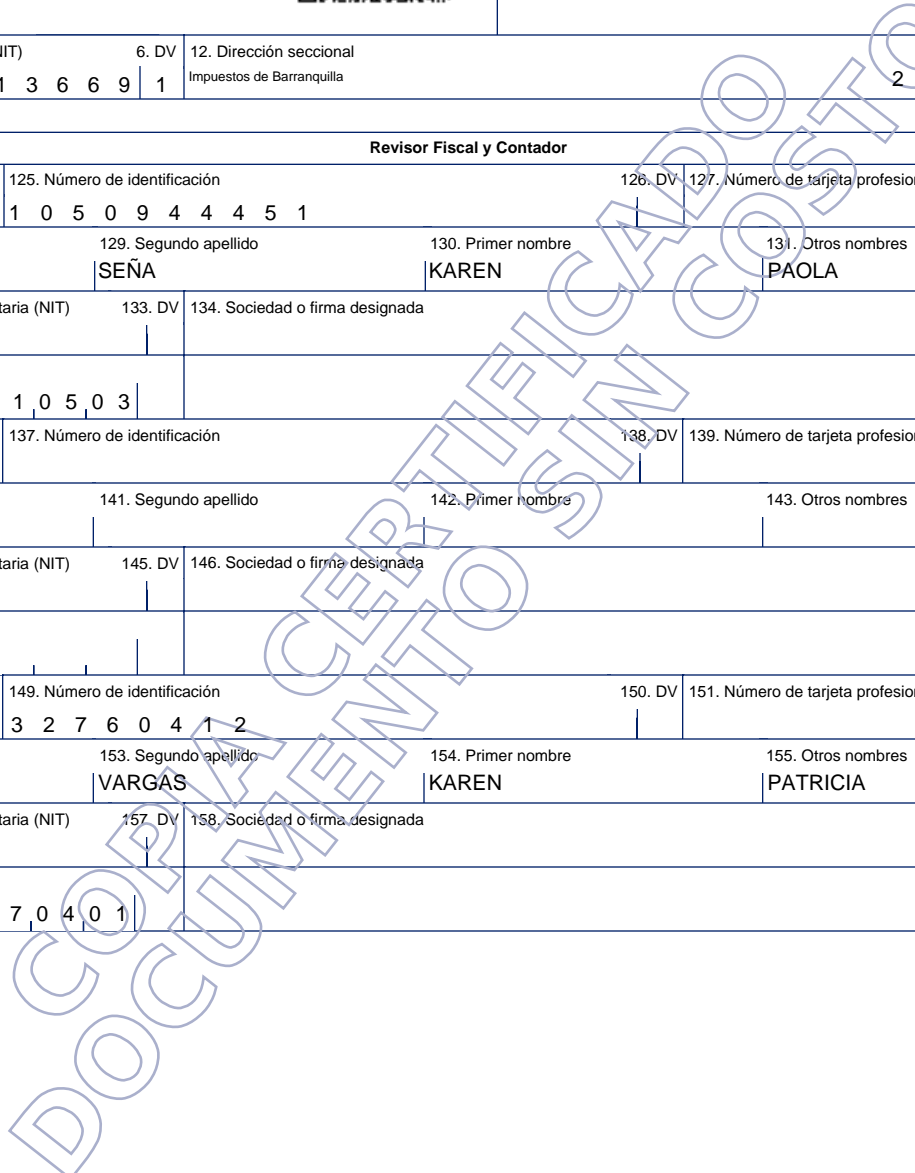 NIT) 6. DV 12. Dirección seccional
1 3 6 6 9 1 Impuestos de Barranquilla 2
Revisor Fiscal y Contador
125. Número de identificación 126. DV 127. Número de tarjeta profesion
1 0 5 0 9 4 4 4 5 1
129. Segundo apellido 130. Primer nombre 131. Otros nombres
SEÑA KAREN PAOLA
taria (NIT) 133. DV 134. Sociedad o firma designada
1 0 5 0 3
137. Número de identificación 138. DV 139. Número de tarjeta profesion
141. Segundo apellido 142. Primer nombre 143. Otros nombres
taria (NIT) 145. DV 146. Sociedad o firma designada
149. Número de identificación 150. DV 151. Número de tarjeta profesion
3 2 7 6 0 4 1 2
153. Segundo apellido 154. Primer nombre 155. Otros nombres
VARGAS KAREN PATRICIA
taria (NIT) 157. DV 158. Sociedad o firma designada
7 0 4 0 1
COPIA CERTIFICADO
DOCUMENTO SIN COSTO